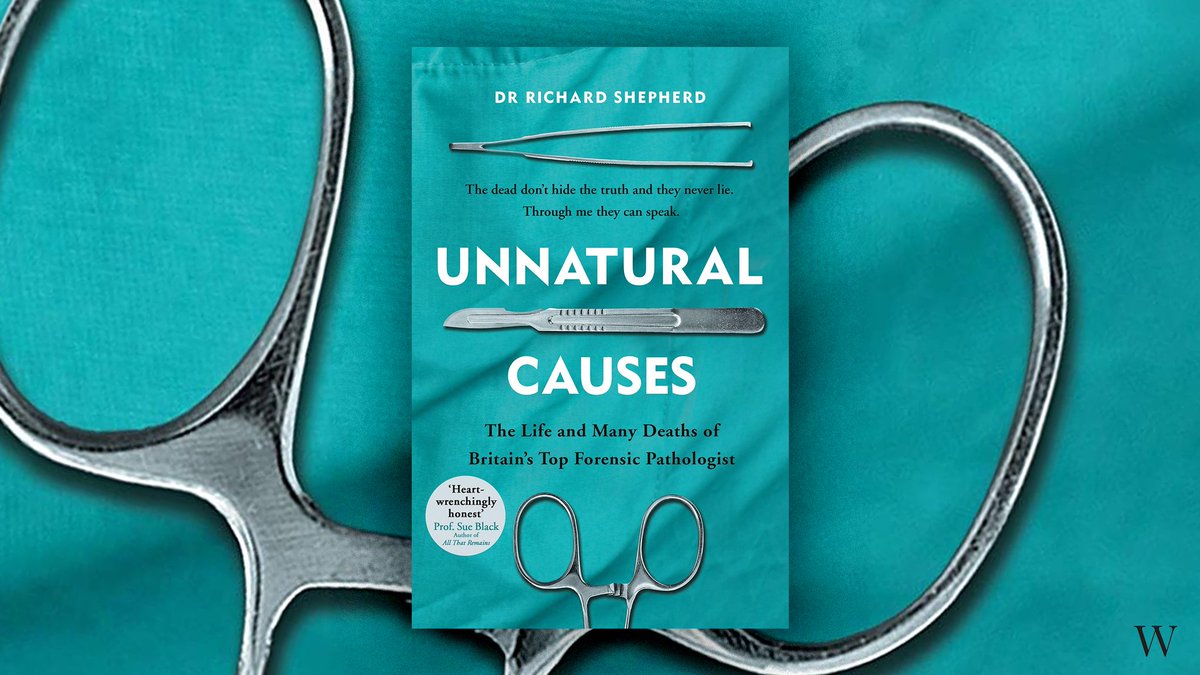 DR RICHARD SHEPHERD
The dead don't hide the truth and they never lie.
Through me they can speak.
UNNATURAL
CAUSES
The Life and Many Deaths of
Britain's Top Forensic Pathologist
'Heart-
wrenchingly
honest'
Prof. Sue Black
Author of
All That Remains
W